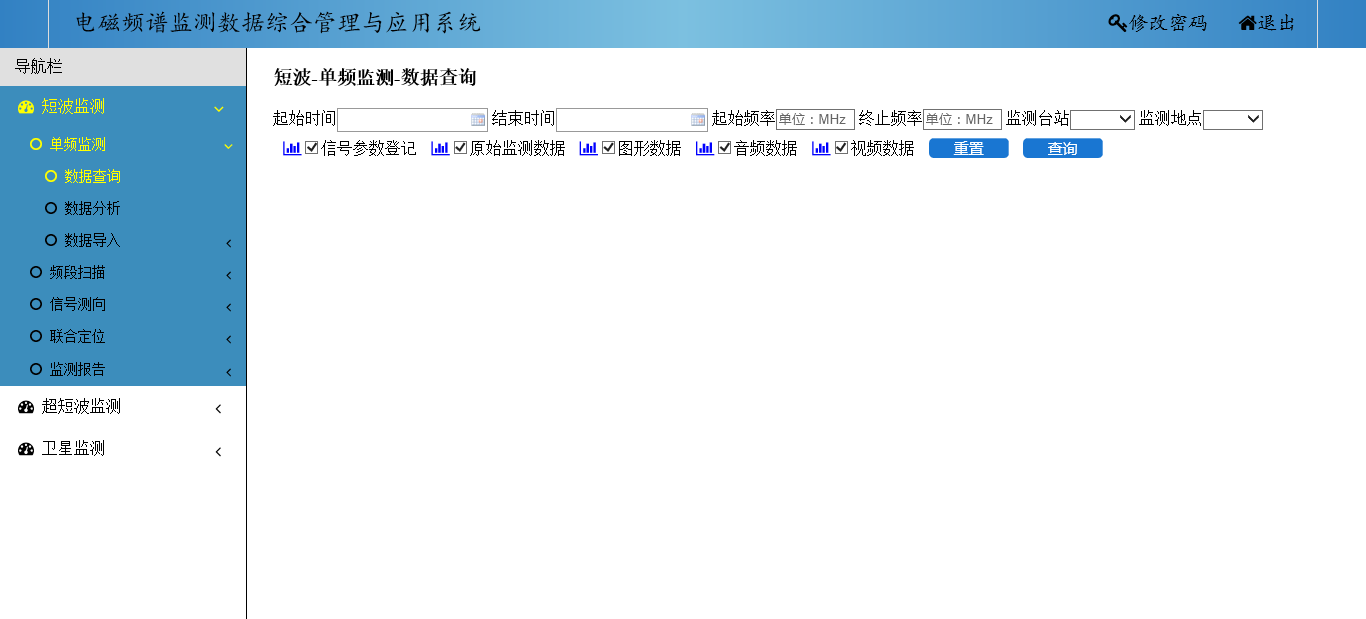 电磁频谱监测数据综合管理与应用系统
修改密码 退出
导航栏
短波监测
单频监测
数据查询
数据分析
数据导入
频段扫描
信号测向
联合定位
监测报告
超短波监测
卫星监测
短波-单频监测-数据查询
起始时间 结束时间 起始频率 单位：MHz 终止频率 单位：MHz 监测台站 监测地点
信号参数登记 原始监测数据 图形数据 音频数据 视频数据 重置 查询